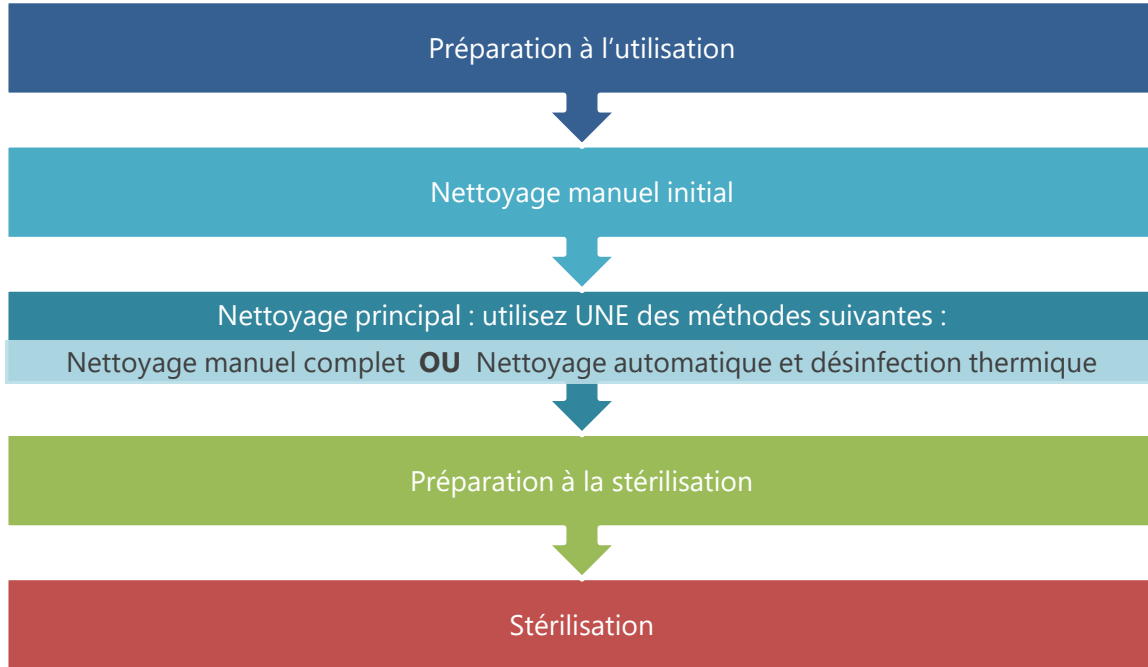 Préparation à l’utilisation
Nettoyage manuel initial
Nettoyage principal : utilisez UNE des méthodes suivantes :
Nettoyage manuel complet OU Nettoyage automatique et désinfection thermique
Préparation à la stérilisation
Stérilisation